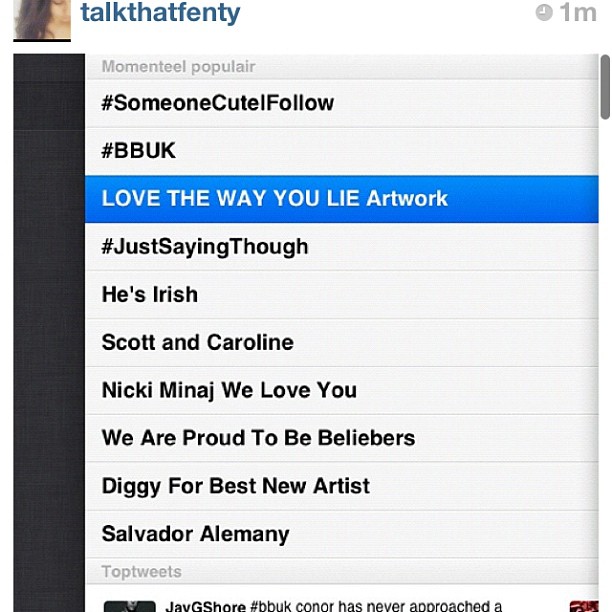 talkthatfenty
1m
Momenteel populair
#SomeoneCuteIFollow
#BBUK
LOVE THE WAY YOU LIE Artwork
#JustSayingThough
He's Irish
Scott and Caroline
Nicki Minaj We Love You
We Are Proud To Be Beliebers
Diggy For Best New Artist
Salvador Alemany
Toptweets
JayGShore #bbuk conor has never approached a